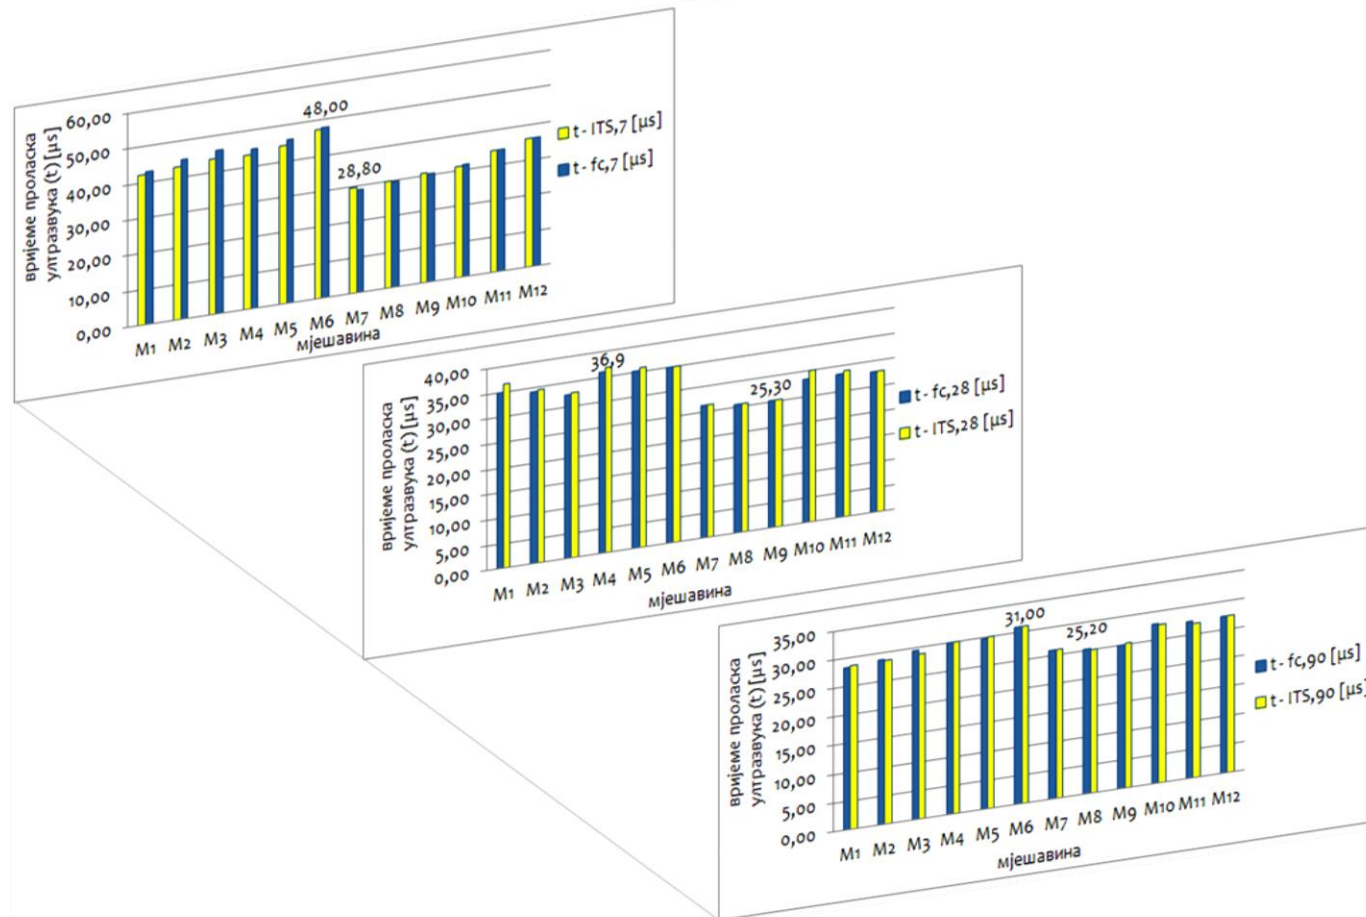 вријеме проласка
ултразвука (t) [µs]
60,00
50,00
40,00
30,00
20,00
10,00
0,00
48,00
28,80
t - ITS,7 [µs]
t - fc,7 [µs]
M1 M2 M3 M4 M5 M6 M7 M8 M9 M10 M11 M12
мјешавина
вријеме проласка
ултразвука (t) [µs]
40,00
35,00
30,00
25,00
20,00
15,00
10,00
5,00
0,00
36,9
25,30
t - fc,28 [µs]
t - ITS,28 [µs]
M1 M2 M3 M4 M5 M6 M7 M8 M9 M10 M11 M12
мјешавина
вријеме проласка
ултразвука (t) [µs]
35,00
30,00
25,00
20,00
15,00
10,00
5,00
0,00
31,00
25,20
t - fc,90 [µs]
t - ITS,90 [µs]
M1 M2 M3 M4 M5 M6 M7 M8 M9 M10 M11 M12
мјешавина